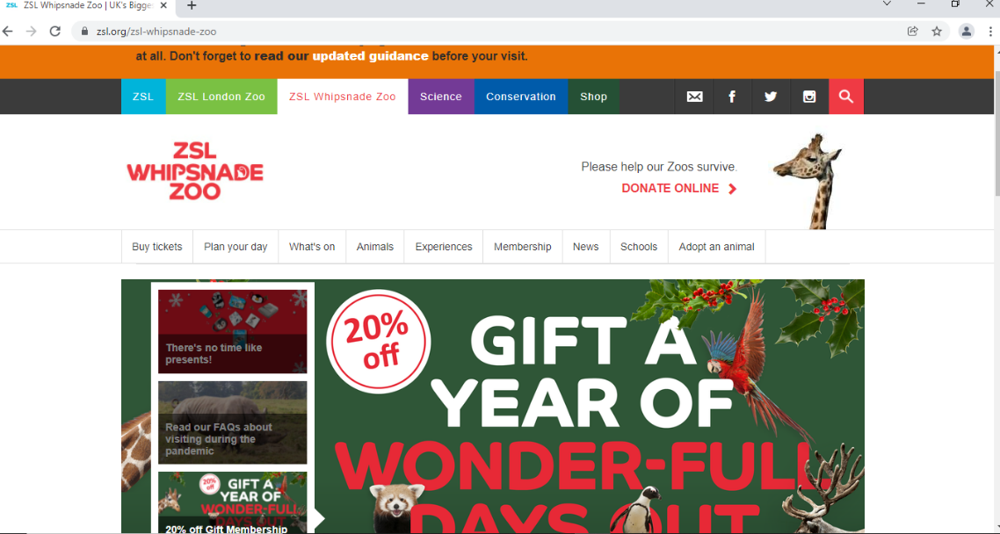 ZSL Whipsnade Zoo | UK's Bigge
zsl.org/zsl-whipsnade-zoo
at all. Don't forget to read our updated guidance before your visit.
ZSL ZSL London Zoo ZSL Whipsnade Zoo Science Conservation Shop
ZSL
WHIPSNADE
ZOO
Please help our Zoos survive.
DONATE ONLINE
Buy tickets Plan your day What's on Animals Experiences Membership News Schools Adopt an animal
There's no time like
presents!
Read our FAQs about
visiting during the
pandemic
20%
off
GIFT A
YEAR OF
WONDER-FULL
DAYS OUT
20% off Gift Membership
20%
off
GIFT A
YEAR OF
WONDER-FULL
DAYS OUT